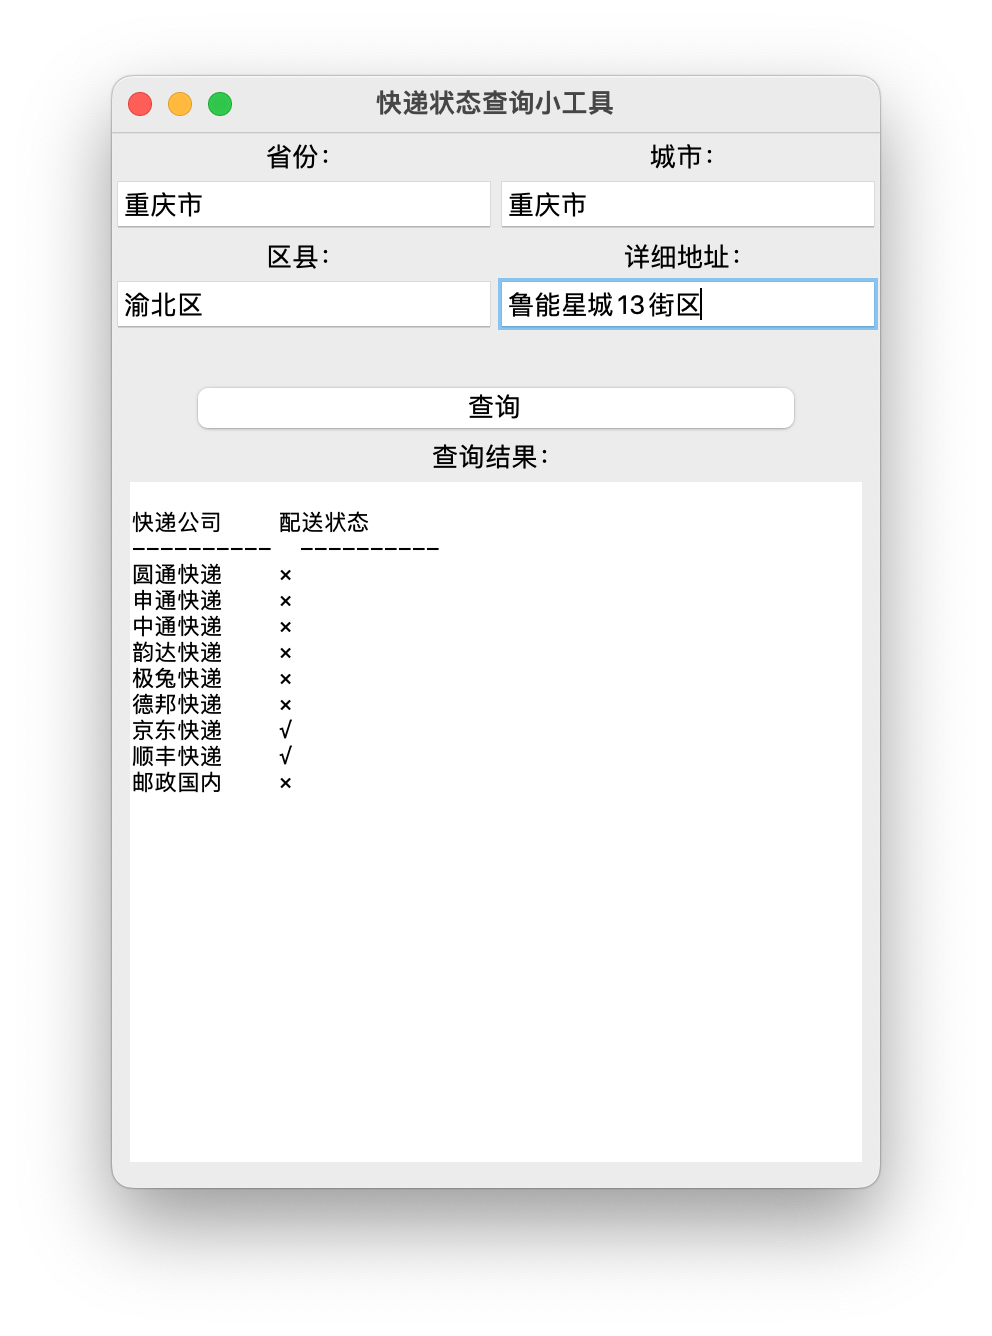 快递状态查询小工具
省份： 城市：
重庆市 重庆市
区县： 详细地址：
渝北区 鲁能星城13街区
查询
查询结果：
快递公司 配送状态
---------- ----------
圆通快递 ×
申通快递 ×
中通快递 ×
韵达快递 ×
极兔快递 ×
德邦快递 ×
京东快递 √
顺丰快递 √
邮政国内 ×